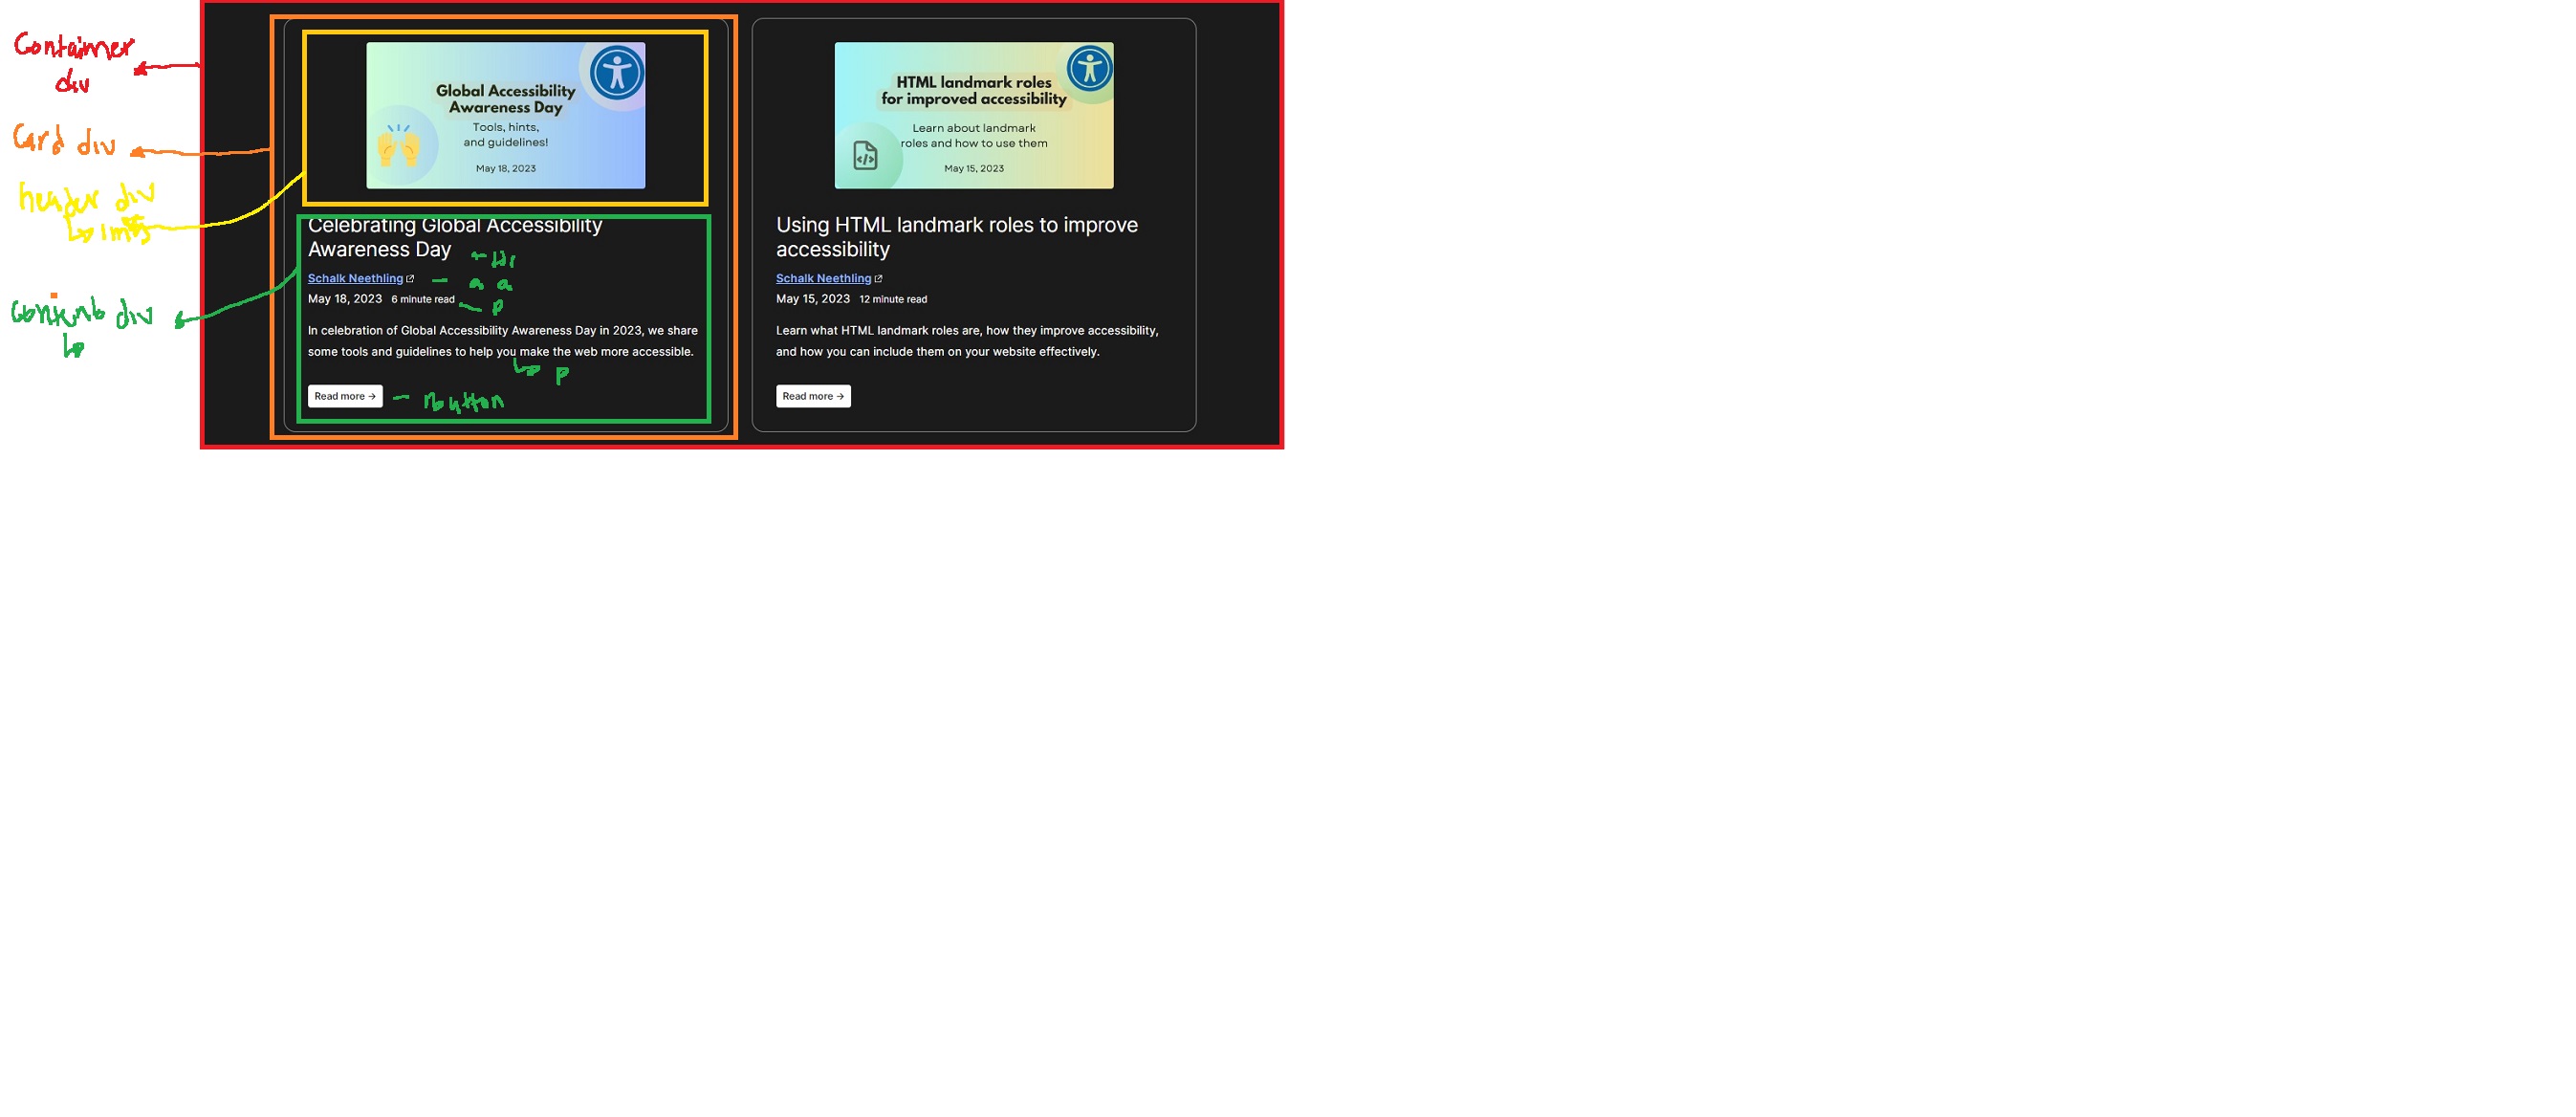 Container
div
Card div
header div
↳ img
Content div
↳
Global Accessibility
Awareness Day
Tools, hints,
and guidelines!
May 18, 2023
Celebrating Global Accessibility
Awareness Day
- H1
Schalk Neethling
- a
May 18, 2023 6 minute read
- p
In celebration of Global Accessibility Awareness Day in 2023, we share
some tools and guidelines to help you make the web more accessible.
↳ p
Read more →
- button
HTML landmark roles
for improved accessibility
Learn about landmark
roles and how to use them
May 15, 2023
Using HTML landmark roles to improve
accessibility
Schalk Neethling
May 15, 2023 12 minute read
Learn what HTML landmark roles are, how they improve accessibility,
and how you can include them on your website effectively.
Read more →